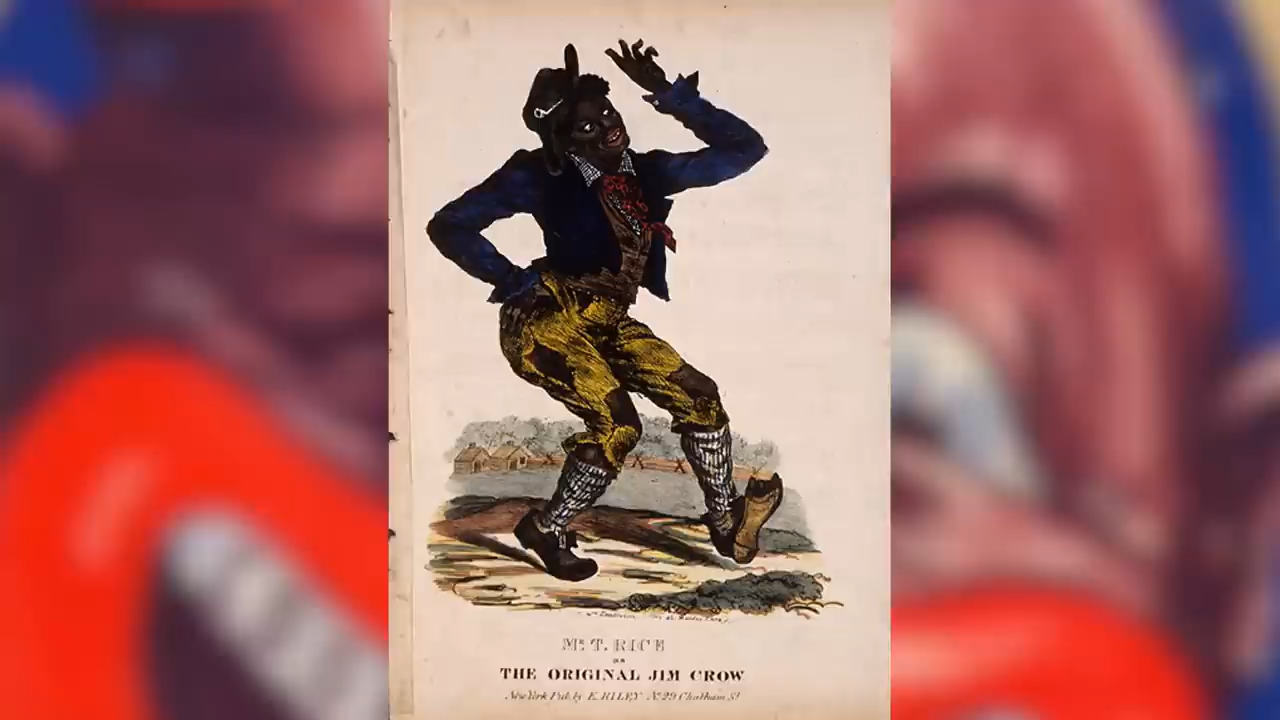 Mr. T. RICE
AS
THE ORIGINAL JIM CROW
New York Pub. by E. RILEY No. 29 Chatham St.